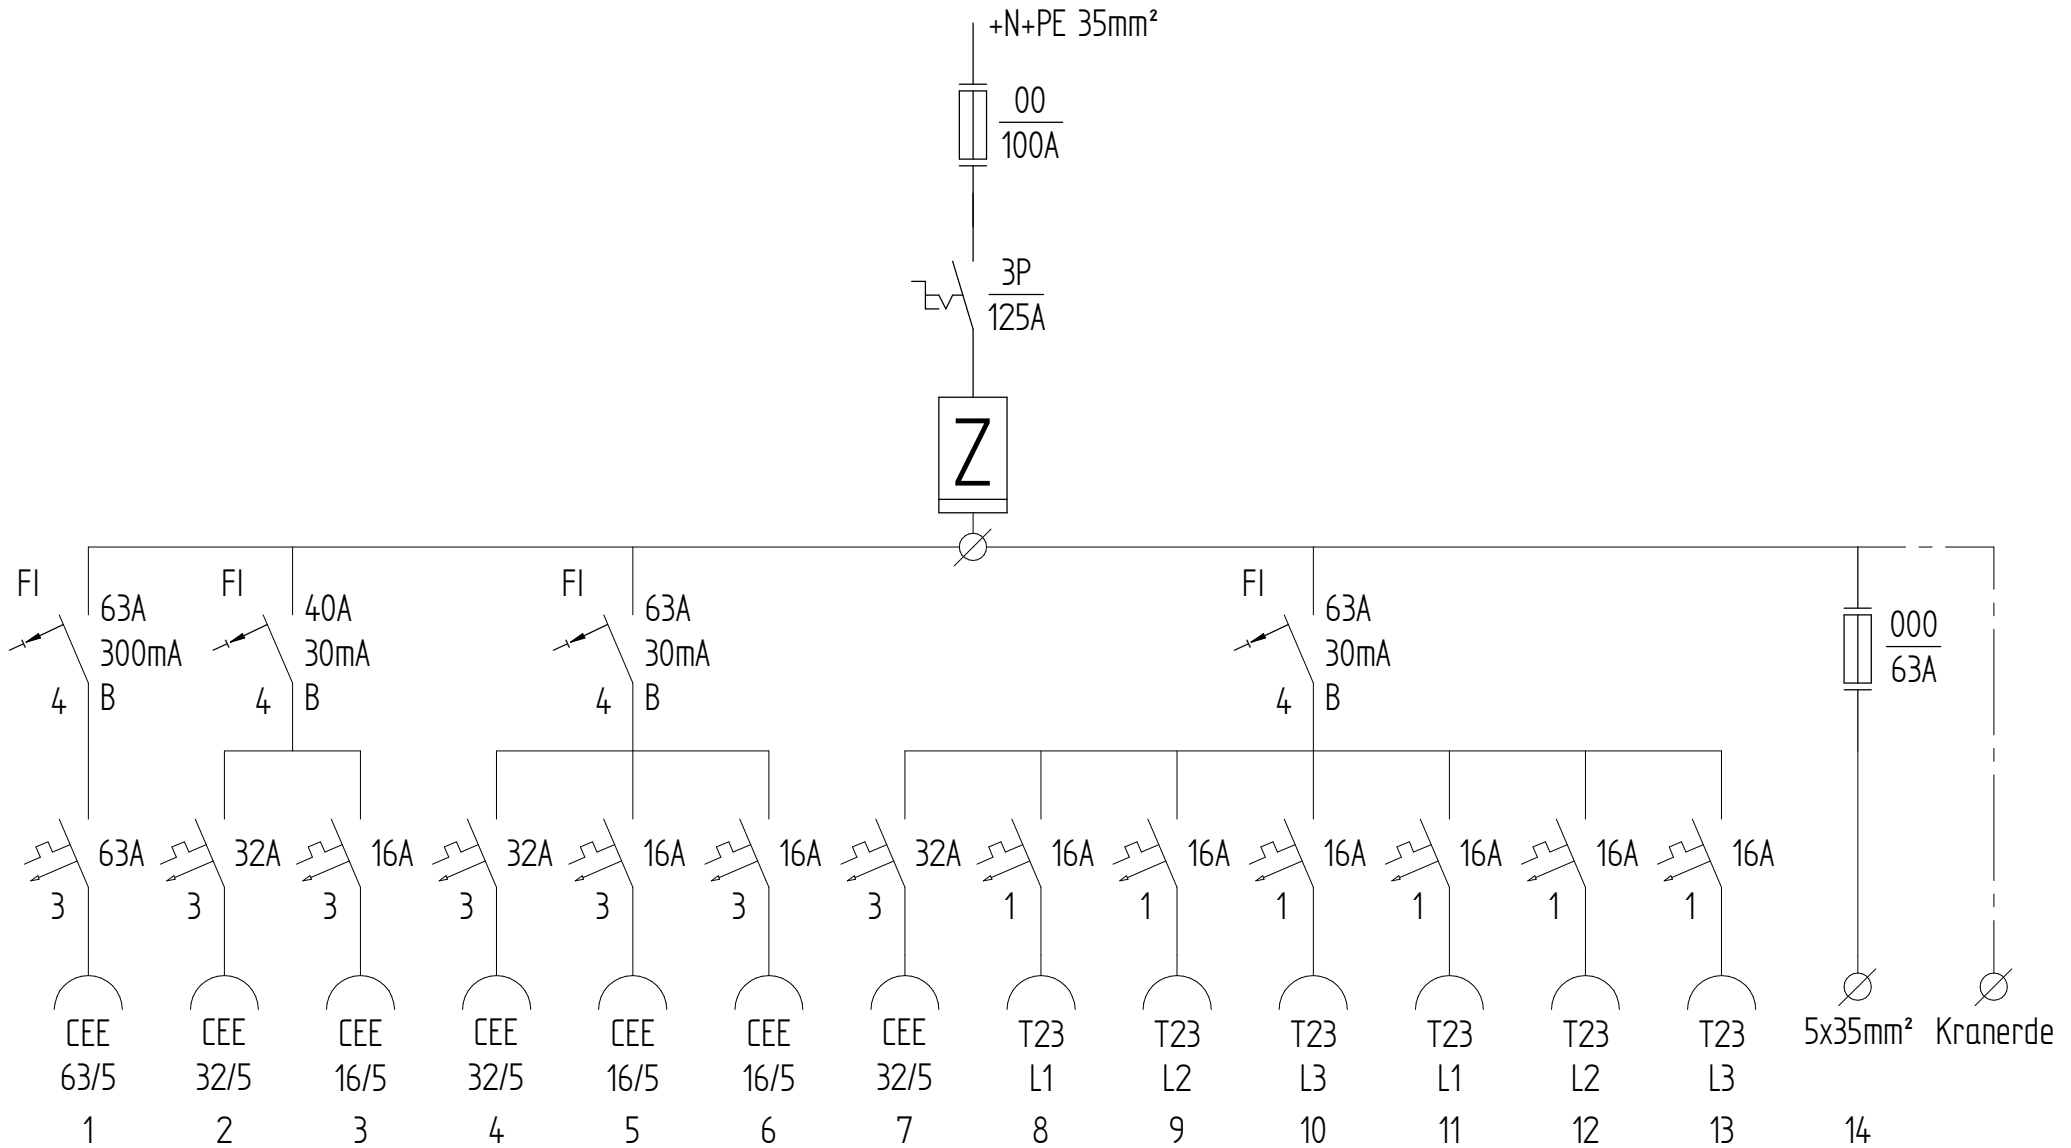 +N+PE 35mm²
00
100A
3P
125A
Z
FI
63A
300mA
4
B
FI
40A
30mA
4
B
FI
63A
30mA
4
B
FI
63A
30mA
4
B
000
63A
63A 32A 16A 32A 16A 16A 32A 16A 16A 16A 16A 16A 16A
3 3 3 3 3 3 3 1 1 1 1 1 1
CEE CEE CEE CEE CEE CEE CEE T23 T23 T23 T23 T23 T23 5x35mm² Kranerde
63/5 32/5 16/5 32/5 16/5 16/5 32/5 L1 L2 L3 L1 L2 L3
1 2 3 4 5 6 7 8 9 10 11 12 13 14